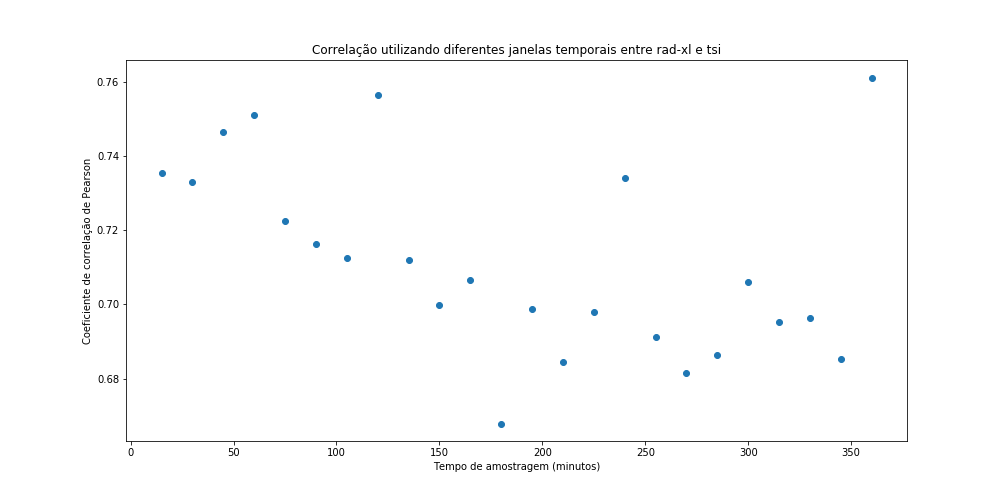 Correlação utilizando diferentes janelas temporais entre rad-xl e tsi
0.76
0.74
0.72
0.70
0.68
Coeficiente de correlação de Pearson
0 50 100 150 200 250 300 350
Tempo de amostragem (minutos)